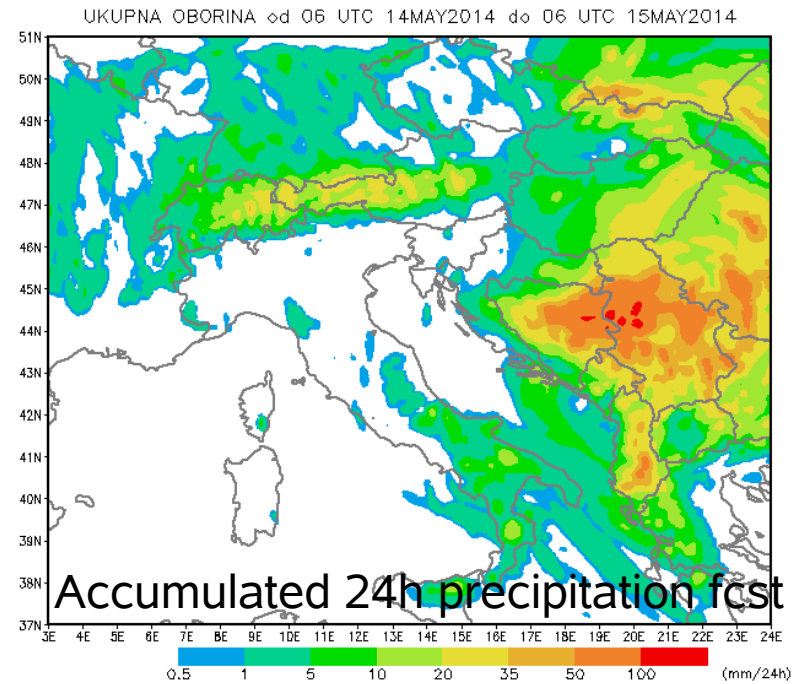 UKUPNA OBORINA od 06 UTC 14MAY2014 do 06 UTC 15MAY2014
51N
50N
49N
48N
47N
46N
45N
44N
43N
42N
41N
40N
39N
38N
37N
Accumulated 24h precipitation fcst
3E 4E 5E 6E 7E 8E 9E 10E 11E 12E 13E 14E 15E 16E 17E 18E 19E 20E 21E 22E 23E 24E
0.5 1 5 10 20 35 50 100 (mm/24h)